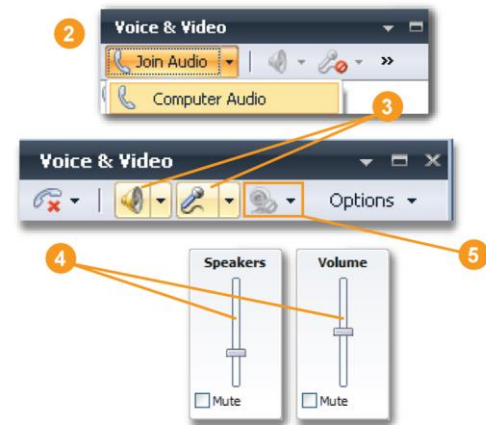 2
Voice & Video
Join Audio
»
Computer Audio
3
Voice & Video
Options
5
4
Speakers
Volume
Mute
Mute